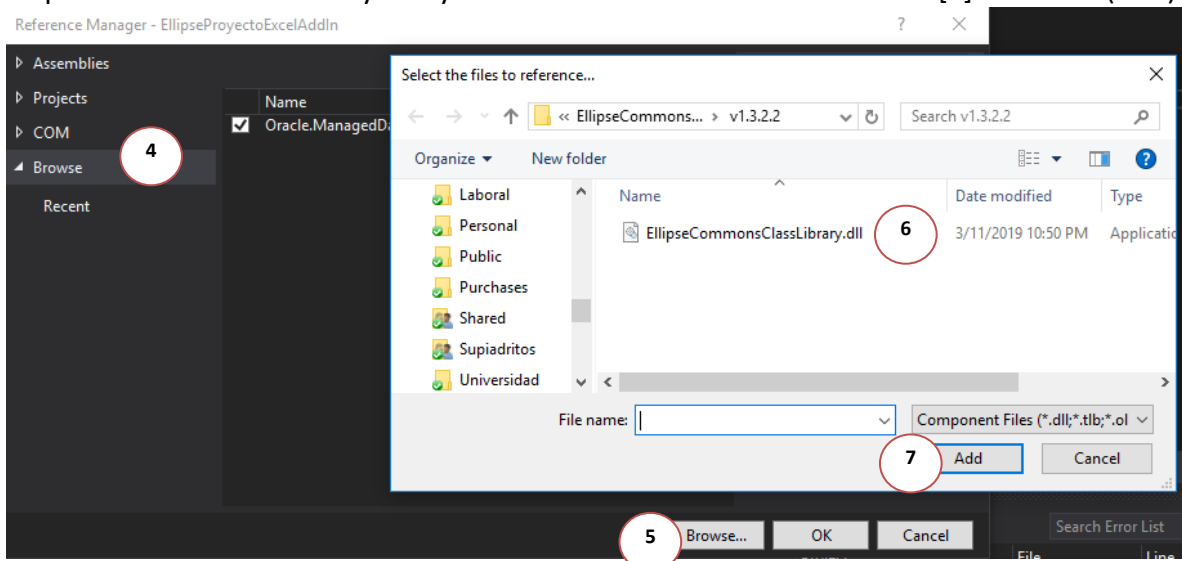 Reference Manager - EllipseProyectoExcelAddIn ? ×
Assemblies
Projects
COM
Browse
Recent
4
Name
Oracle.ManagedDa
Select the files to reference...
« EllipseCommons... › v1.3.2.2
Search v1.3.2.2
Organize New folder
Laboral
Personal
Public
Purchases
Shared
Supiadritos
Universidad
Name Date modified Type
EllipseCommonsClassLibrary.dll 6 3/11/2019 10:50 PM Applicatio
File name: Component Files (*.dll;*.tlb;*.ol
7 Add Cancel
5 Browse... OK Cancel
Search Error List
File Line